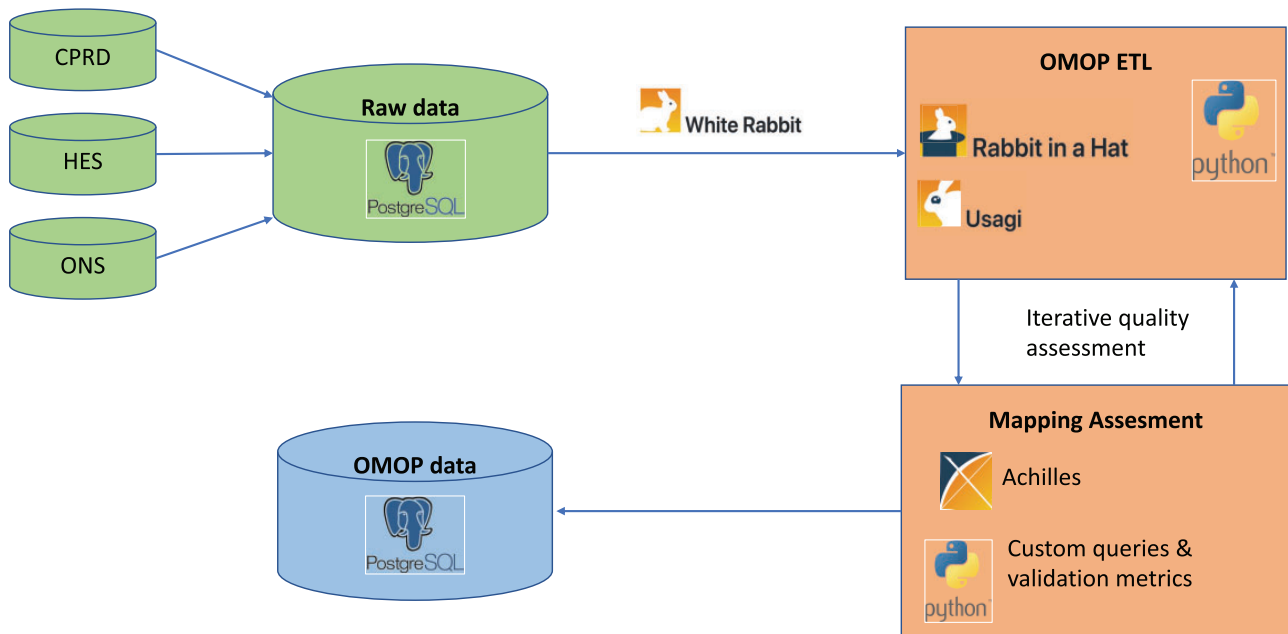 CPRD
HES
ONS
Raw data
PostgreSQL
White Rabbit
OMOP ETL
Rabbit in a Hat
Usagi
python
Iterative quality
assessment
Mapping Assesment
Achilles
Custom queries &
validation metrics
python
OMOP data
PostgreSQL